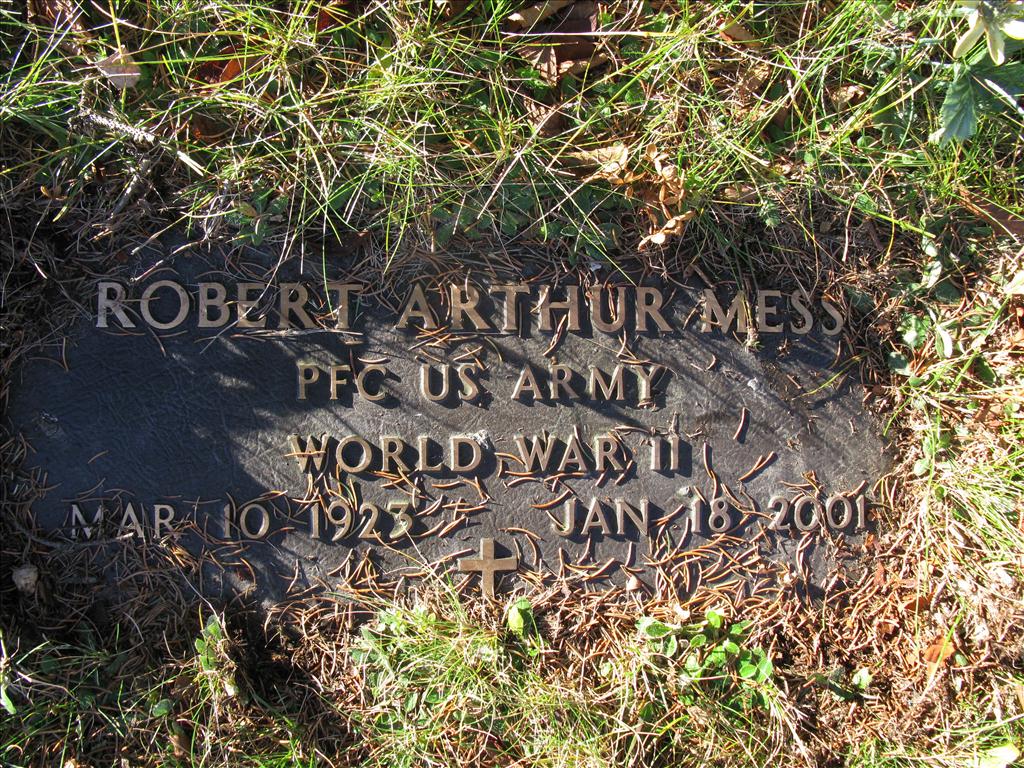 ROBERT ARTHUR MESS
PFC US ARMY
WORLD WAR II
MAR 10 1923 JAN 18 2001